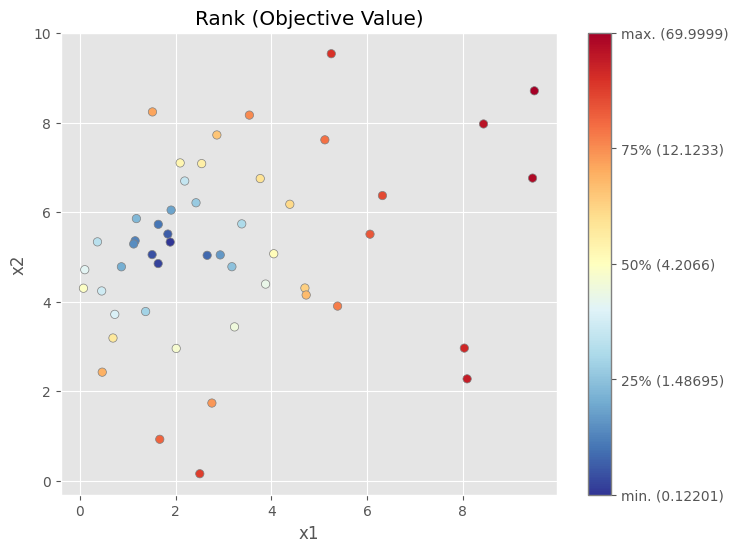 Rank (Objective Value)
10
8
6
4
2
0
x2
0
2
4
6
8
x1
max. (69.9999)
75% (12.1233)
50% (4.2066)
25% (1.48695)
min. (0.12201)